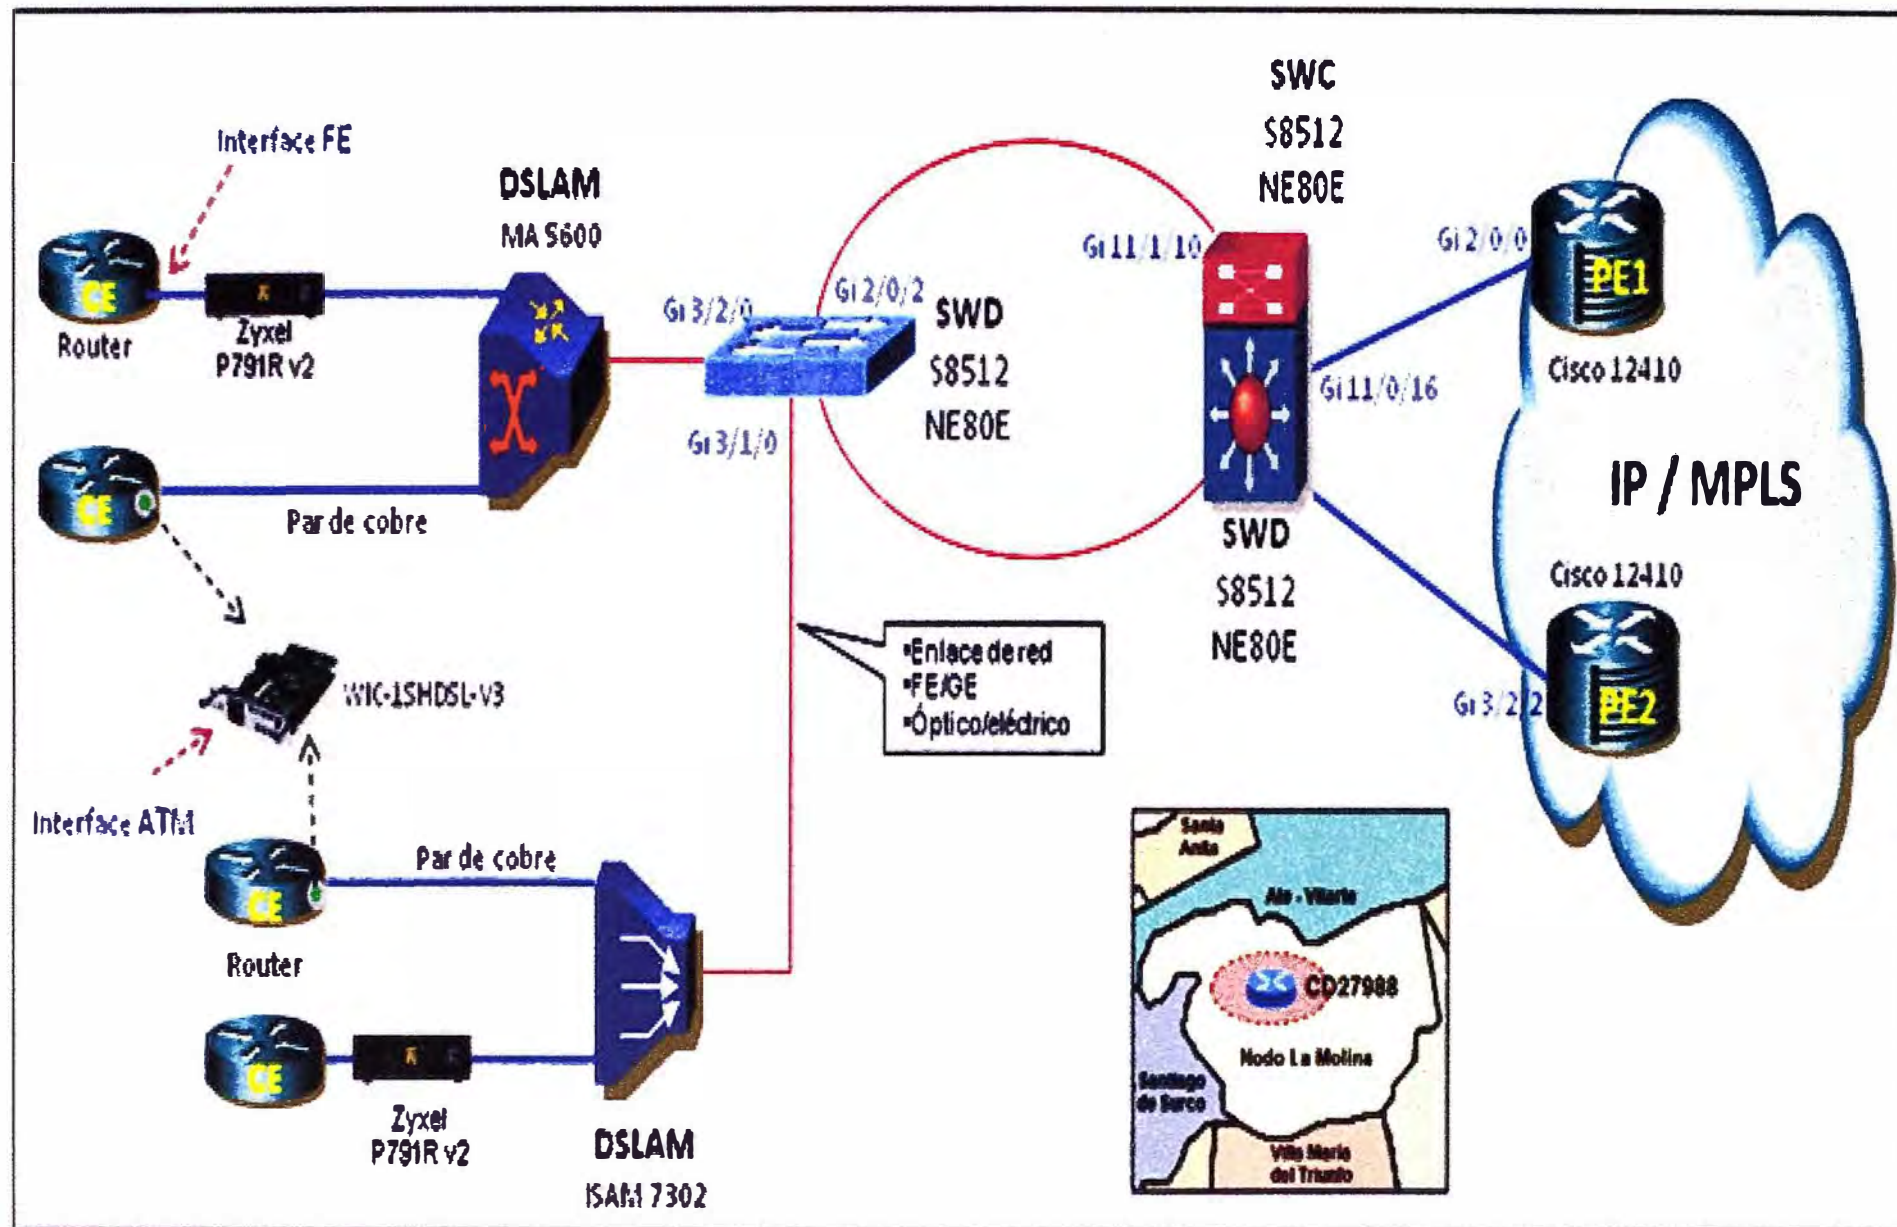 SWC
S8512
NE80E
Interface FE
DSLAM
MA 5600
Gi 11/1/10
Gi 2/0/0
CE
Router
Zyxel
P791R v2
Gi 3/2/0
Gi 2/0/2
SWD
S8512
NE80E
PE1
Cisco 12410
Gi 11/0/16
Gi 3/1/0
CE
Par de cobre
IP / MPLS
SWD
S8512
NE80E
Cisco 12410
PE2
Gi 3/2/2
▪Enlace de red
▪FE/GE
▪Óptico/eléctrico
WIC-1SHDSL-V3
Interface ATM
Par de cobre
CE
Router
CE
Zyxel
P791R v2
DSLAM
ISAM 7302
Santa
Anita
Ate - Vitarte
CD27988
Nodo La Molina
Santiago
de Surco
Villa Maria
del Triunfo